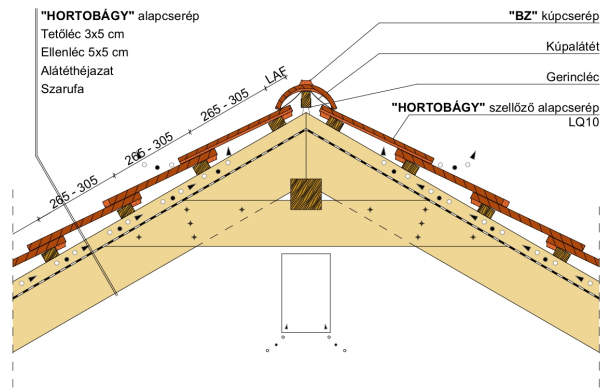 "HORTOBÁGY" alapcserép
Tetőléc 3x5 cm
Ellenléc 5x5 cm
Alátéthéjazat
Szarufa
"BZ" kúpcserép
Kúpalátét
Gerincléc
"HORTOBÁGY" szellőző alapcserép
LQ10
LAF
265 - 305
265 - 305
265 - 305